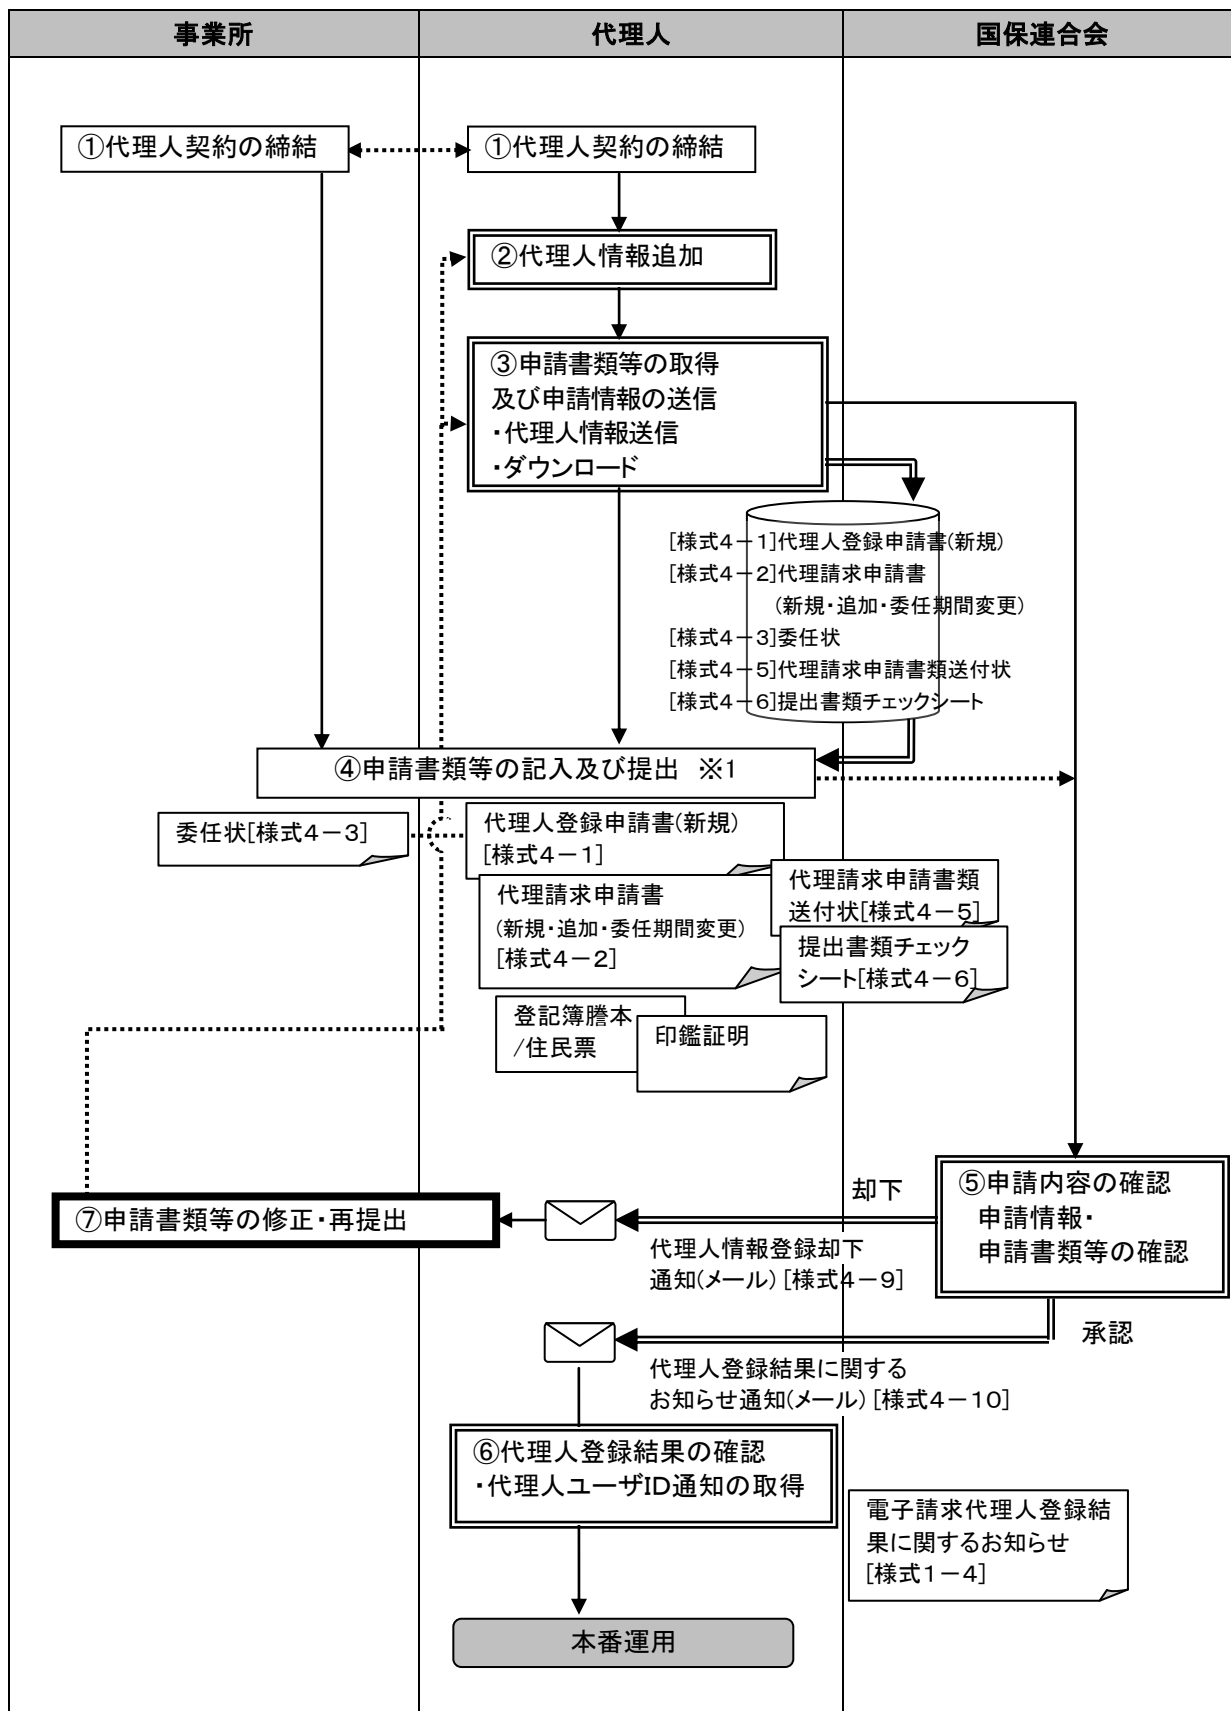 事業所
代理人
国保連合会
①代理人契約の締結
①代理人契約の締結
②代理人情報追加
③申請書類等の取得
及び申請情報の送信
・代理人情報送信
・ダウンロード
[様式4－1]代理人登録申請書(新規)
[様式4－2]代理請求申請書
(新規・追加・委任期間変更)
[様式4－3]委任状
[様式4－5]代理請求申請書類送付状
[様式4－6]提出書類チェックシート
④申請書類等の記入及び提出 ※1
委任状[様式4－3]
代理人登録申請書(新規)
[様式4－1]
代理請求申請書
(新規・追加・委任期間変更)
[様式4－2]
代理請求申請書類
送付状[様式4－5]
提出書類チェック
シート[様式4－6]
登記簿謄本
/住民票
印鑑証明
⑤申請内容の確認
申請情報・
申請書類等の確認
却下
⑦申請書類等の修正・再提出
代理人情報登録却下
通知(メール) [様式4－9]
承認
代理人登録結果に関する
お知らせ通知(メール) [様式4－10]
⑥代理人登録結果の確認
・代理人ユーザID通知の取得
電子請求代理人登録結
果に関するお知らせ
[様式1－4]
本番運用